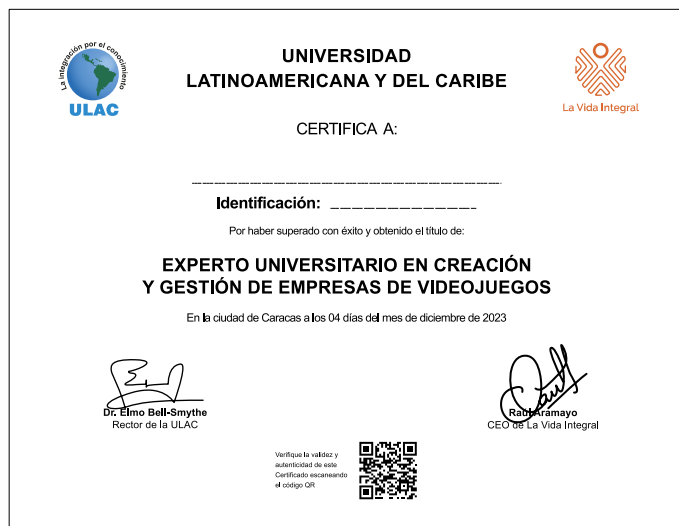 La integración por el conocimiento
ULAC
UNIVERSIDAD
LATINOAMERICANA Y DEL CARIBE
La Vida Integral
CERTIFICA A:
Identificación:
Por haber superado con éxito y obtenido el título de:
EXPERTO UNIVERSITARIO EN CREACIÓN
Y GESTIÓN DE EMPRESAS DE VIDEOJUEGOS
En la ciudad de Caracas a los 04 días del mes de diciembre de 2023
Dr. Elmo Bell-Smythe
Rector de la ULAC
Raúl Aramayo
CEO de La Vida Integral
Verifique la validez y
autenticidad de este
Certificado escaneando
el código QR